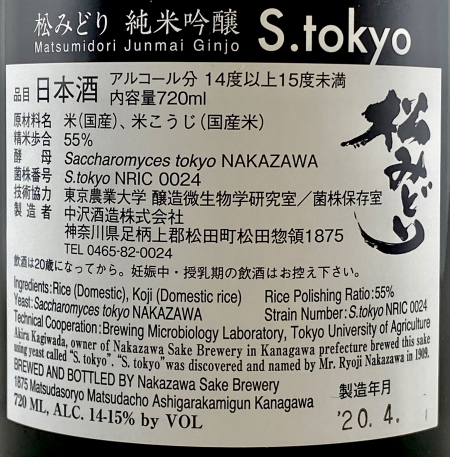 松みどり 純米吟醸 S.tokyo
Matsumidori Junmai Ginjo
品目 日本酒 アルコール分 14度以上15度未満
内容量720ml
原材料名 米(国産)、米こうじ(国産米)
精米歩合 55%
酵母 Saccharomyces tokyo NAKAZAWA
菌株番号 S.tokyo NRIC 0024
技術協力 東京農業大学 醸造微生物学研究室/菌株保存室
製造者 中沢酒造株式会社
神奈川県足柄上郡松田町松田惣領1875
TEL 0465-82-0024
松みどり
飲酒は20歳になってから。妊娠中・授乳期の飲酒はお控え下さい。
Ingredients:Rice (Domestic), Koji (Domestic rice) Rice Polishing Ratio:55%
Yeast:Saccharomyces tokyo NAKAZAWA Strain Number:S.tokyo NRIC 0024
Technical Cooperation:Brewing Microbiology Laboratory, Tokyo University of Agriculture
Akira Kagiwada, owner of Nakazawa Sake Brewery in Kanagawa prefecture brewed this sake
using yeast called "S. tokyo". "S. tokyo"was discovered and named by Mr. Ryoji Nakazawa in 1909.
BREWED AND BOTTLED BY Nakazawa Sake Brewery
1875 Matsudasoryo Matsudacho Ashigarakamigun Kanagawa
720 ML, ALC. 14-15% by VOL
製造年月
'20.4.